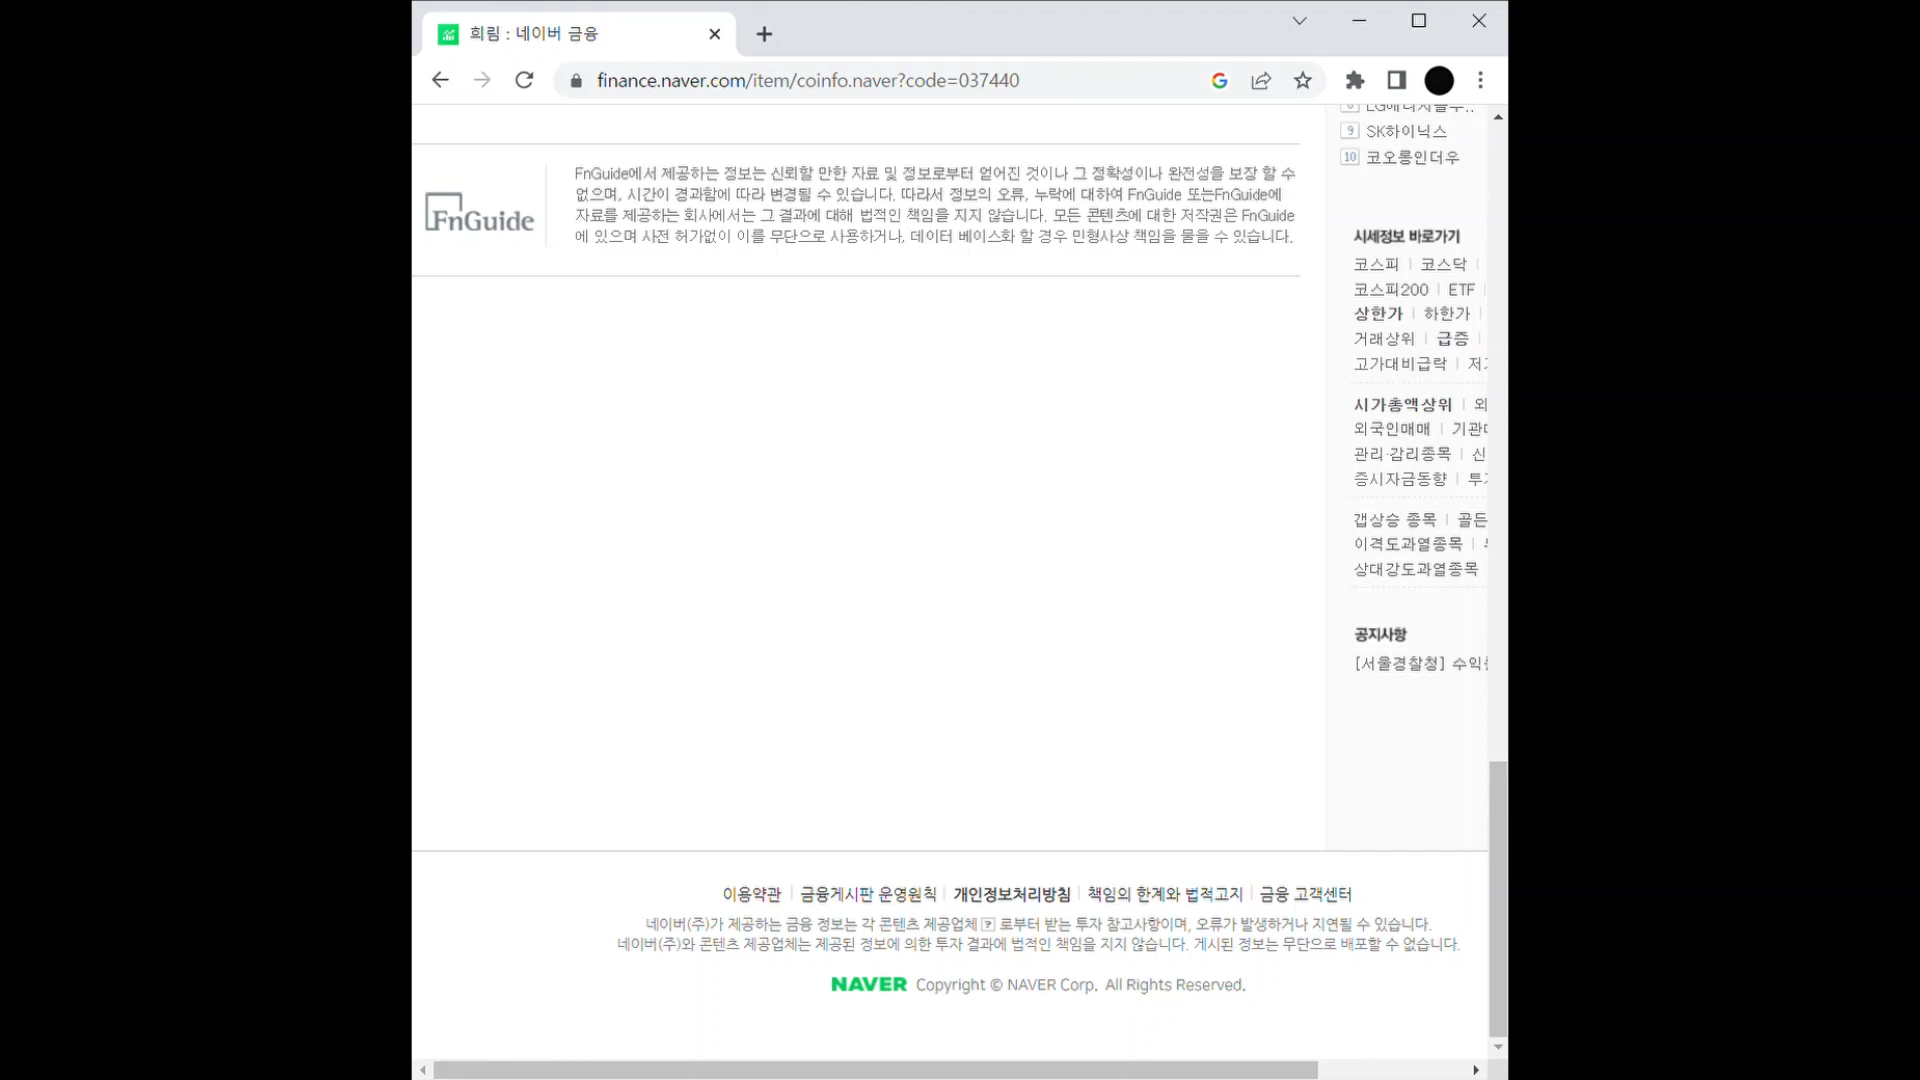 희림 : 네이버 금융
finance.naver.com/item/coinfo.naver?code=037440
9 SK하이닉스
10 코오롱인더우
FnGuide
FnGuide에서 제공하는 정보는 신뢰할 만한 자료 및 정보로부터 얻어진 것이나 그 정확성이나 완전성을 보장 할 수
없으며, 시간이 경과함에 따라 변경될 수 있습니다. 따라서 정보의 오류, 누락에 대하여 FnGuide 또는FnGuide에
자료를 제공하는 회사에서는 그 결과에 대해 법적인 책임을 지지 않습니다. 모든 콘텐츠에 대한 저작권은 FnGuide
에 있으며 사전 허가없이 이를 무단으로 사용하거나, 데이터 베이스화 할 경우 민형사상 책임을 물을 수 있습니다.
시세정보 바로가기
코스피 | 코스닥 |
코스피200 | ETF |
상한가 | 하한가 |
거래상위 | 급증 |
고가대비급락 |
시가총액상위 | 외
외국인매매 | 기관
관리·감리종목 | 신
증시자금동향 |
갭상승 종목 | 골든
이격도과열종목 |
상대강도과열종목
공지사항
[서울경찰청]
이용약관 | 금융게시판 운영원칙 | 개인정보처리방침 | 책임의 한계와 법적고지 | 금융 고객센터
네이버(주)가 제공하는 금융 정보는 각 콘텐츠 제공업체 ? 로부터 받는 투자 참고사항이며, 오류가 발생하거나 지연될 수 있습니다.
네이버(주)와 콘텐츠 제공업체는 제공된 정보에 의한 투자 결과에 법적인 책임을 지지 않습니다. 게시된 정보는 무단으로 배포할 수 없습니다.
NAVER Copyright © NAVER Corp. All Rights Reserved.